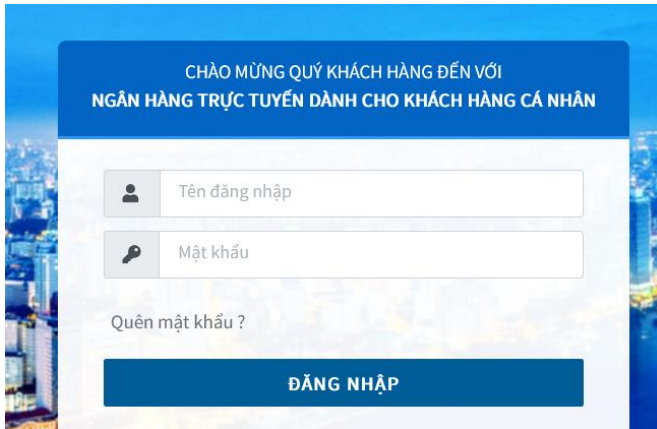 CHÀO MỪNG QUÝ KHÁCH HÀNG ĐẾN VỚI
NGÂN HÀNG TRỰC TUYẾN DÀNH CHO KHÁCH HÀNG CÁ NHÂN
Tên đăng nhập
Mật khẩu
Quên mật khẩu ?
ĐĂNG NHẬP